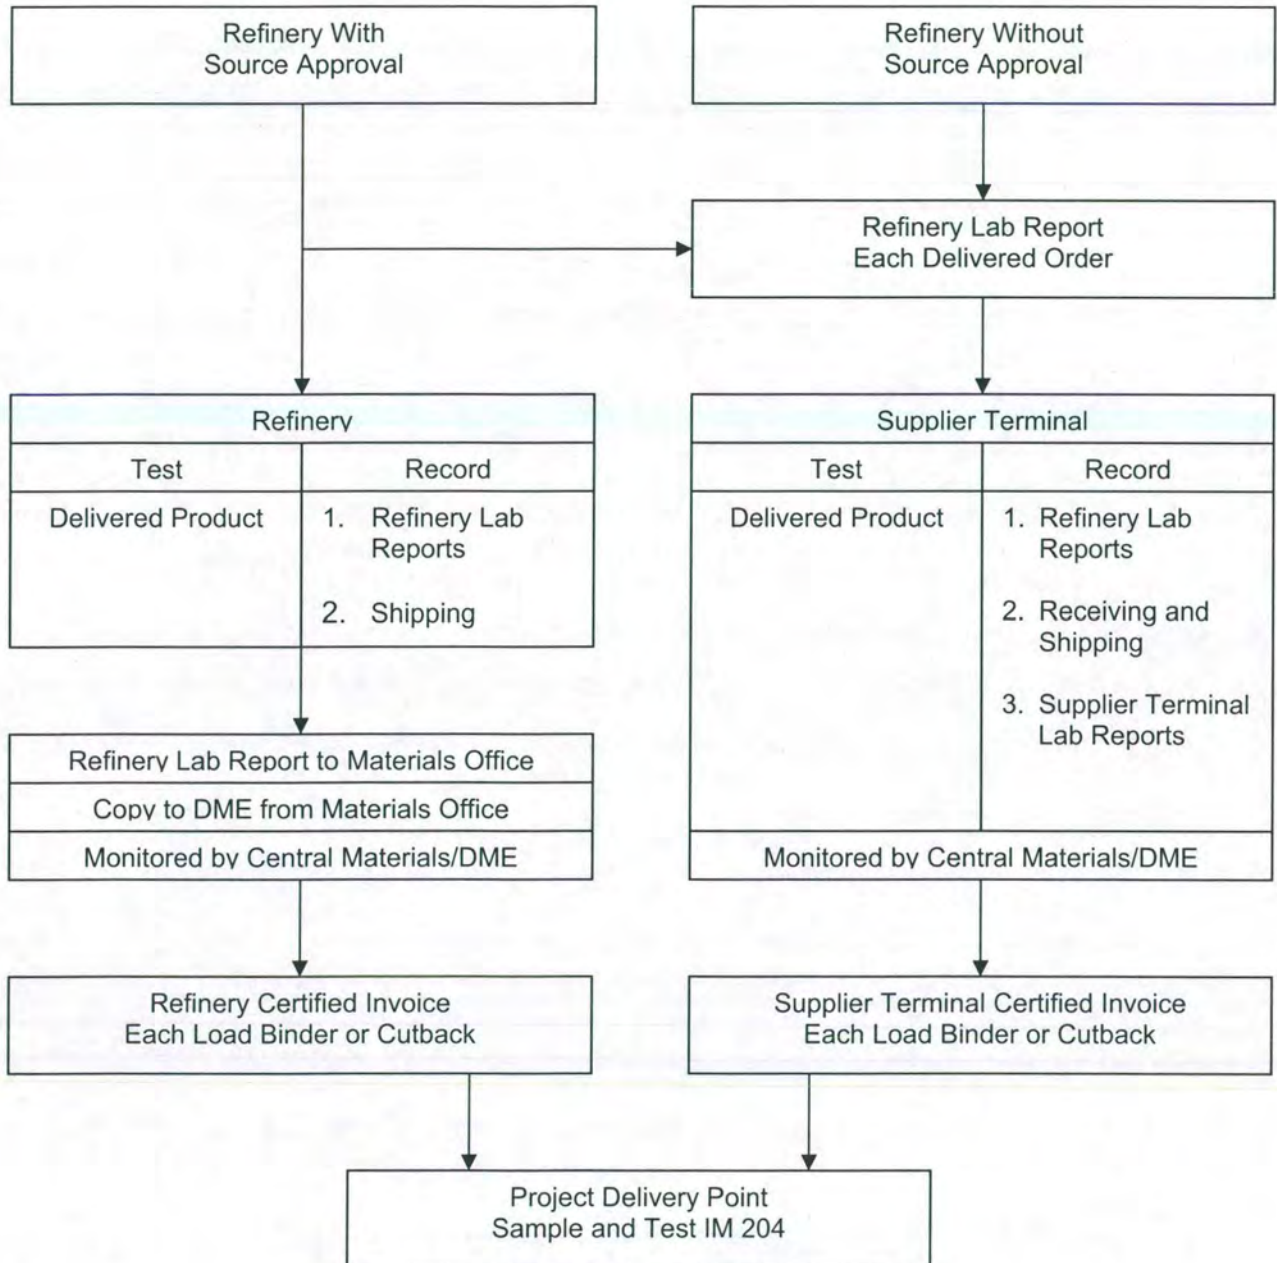 Refinery With
Source Approval
Refinery Without
Source Approval
Refinery Lab Report
Each Delivered Order
Refinery
Test
Record
Delivered Product
1. Refinery Lab
Reports
2. Shipping
Supplier Terminal
Test
Record
Delivered Product
1. Refinery Lab
Reports
2. Receiving and
Shipping
3. Supplier Terminal
Lab Reports
Refinery Lab Report to Materials Office
Copy to DME from Materials Office
Monitored by Central Materials/DME
Monitored by Central Materials/DME
Refinery Certified Invoice
Each Load Binder or Cutback
Supplier Terminal Certified Invoice
Each Load Binder or Cutback
Project Delivery Point
Sample and Test IM 204